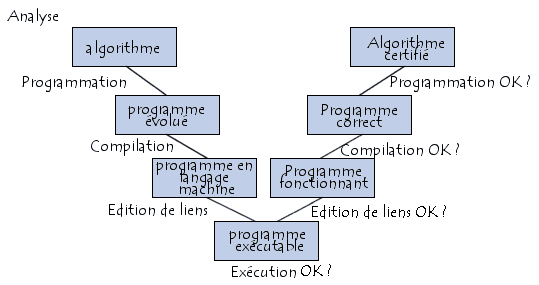 Analyse
algorithme
Algorithme
certifié
Programmation
Programmation OK ?
programme
évolué
Programme
correct
Compilation
Compilation OK ?
programme en
langage
machine
Programme
fonctionnant
Edition de liens
Edition de liens OK ?
programme
exécutable
Exécution OK ?